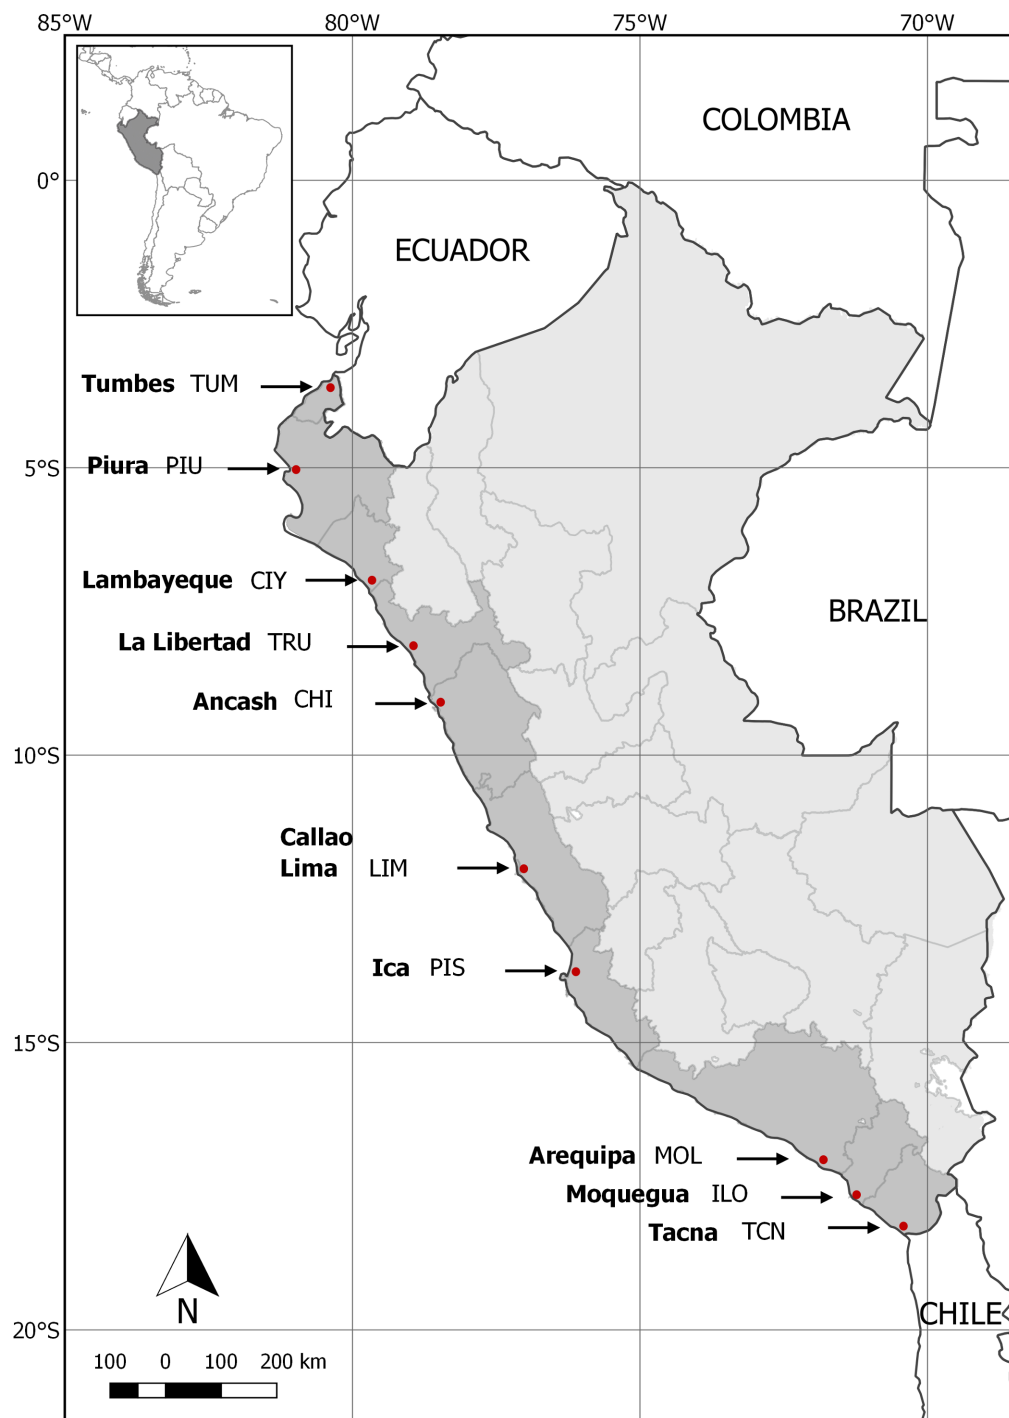 85°W 80°W 75°W 70°W
COLOMBIA
0°
ECUADOR
Tumbes TUM
Piura PIU
5°S
Lambayeque CIY
BRAZIL
La Libertad TRU
Ancash CHI
10°S
Callao
Lima LIM
Ica PIS
15°S
Arequipa MOL
Moquegua ILO
Tacna TCN
N
CHILE
20°S
100 0 100 200 km